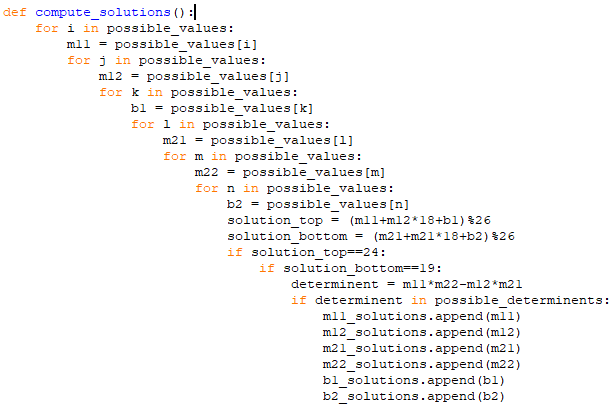 def compute_solutions():
    for i in possible_values:
        m11 = possible_values[i]
        for j in possible_values:
            m12 = possible_values[j]
            for k in possible_values:
                b1 = possible_values[k]
                for l in possible_values:
                    m21 = possible_values[l]
                    for m in possible_values:
                        m22 = possible_values[m]
                        for n in possible_values:
                            b2 = possible_values[n]
                            solution_top = (m11+m12*18+b1)%26
                            solution_bottom = (m21+m21*18+b2)%26
                            if solution_top==24:
                                if solution_bottom==19:
                                    determinent = m11*m22-m12*m21
                                    if determinent in possible_determinents:
                                        m11_solutions.append(m11)
                                        m12_solutions.append(m12)
                                        m21_solutions.append(m21)
                                        m22_solutions.append(m22)
                                        b1_solutions.append(b1)
                                        b2_solutions.append(b2)